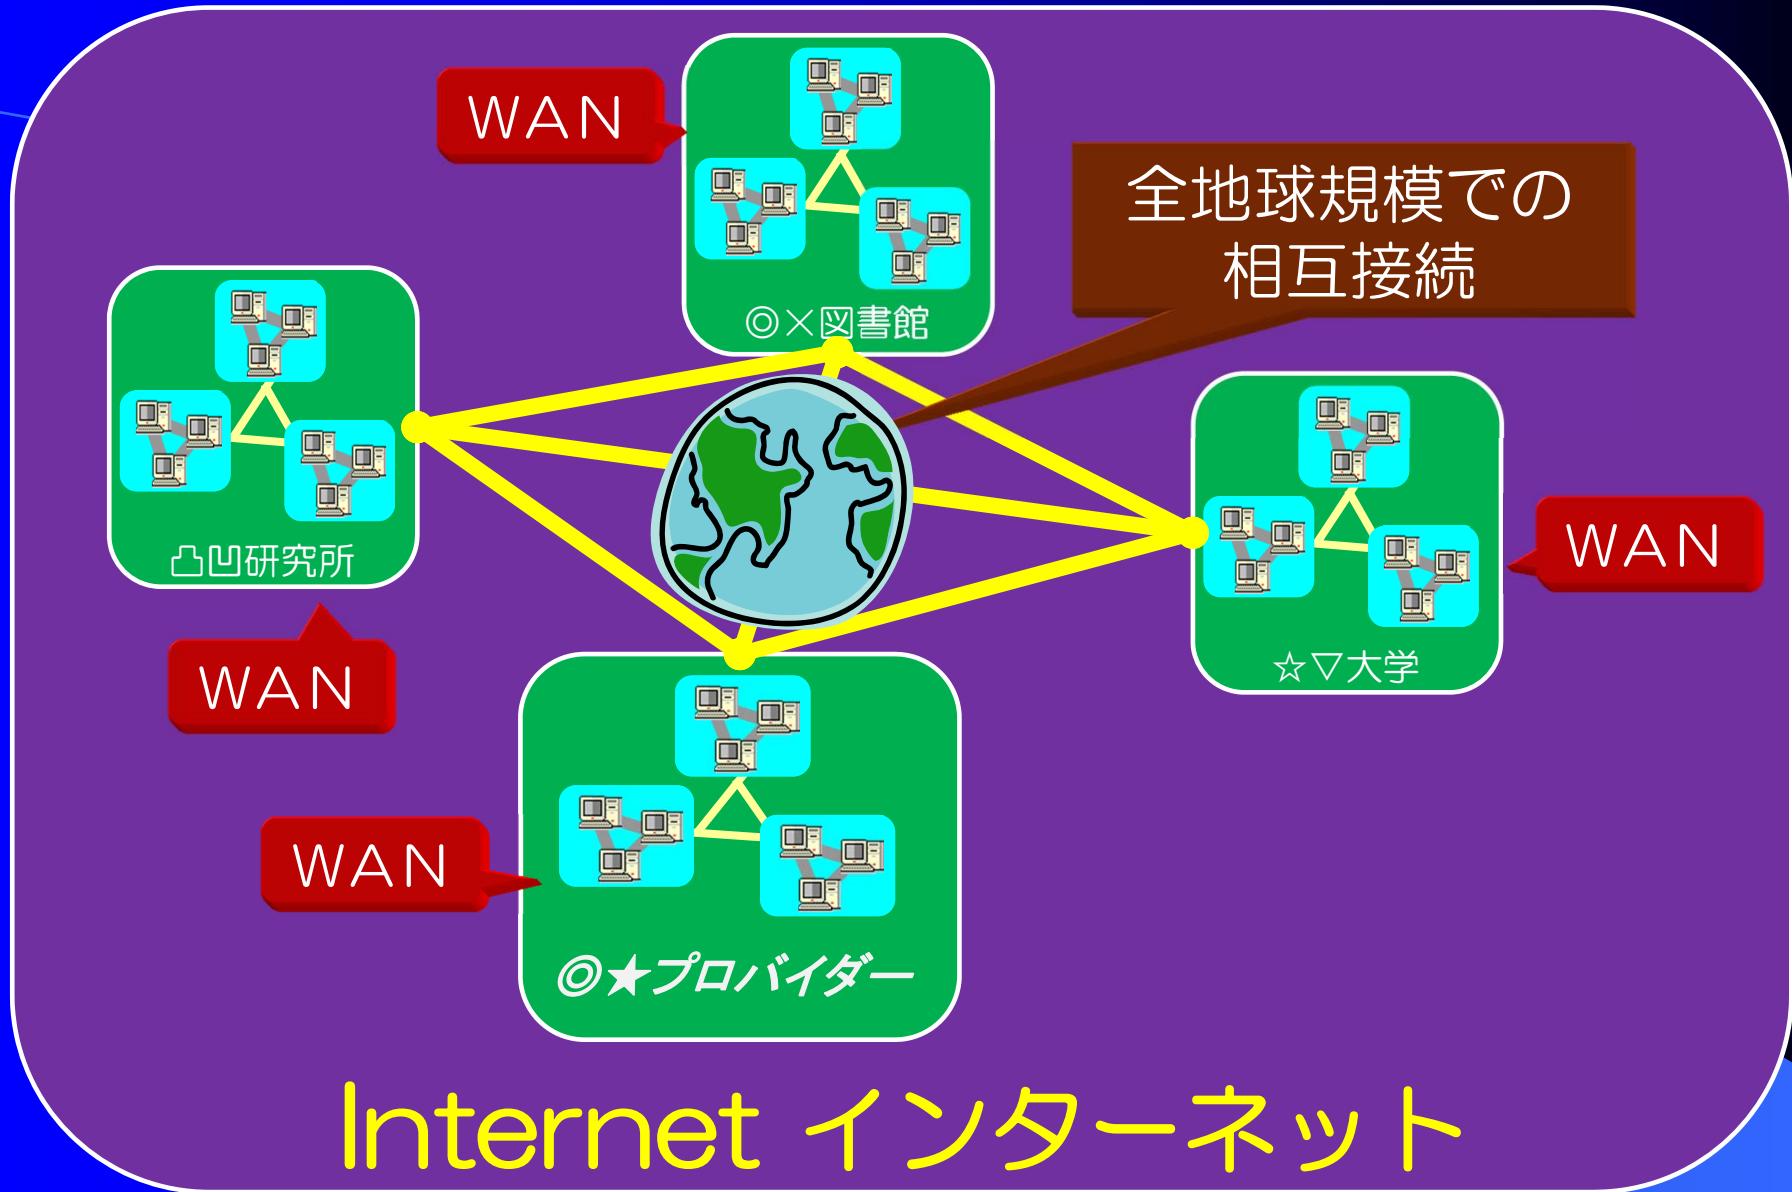 ＷＡＮ
全地球規模での
相互接続
◎×図書館
凸凹研究所
ＷＡＮ
☆▽大学
ＷＡＮ
ＷＡＮ
◎★プロバイダー
Internet インターネット